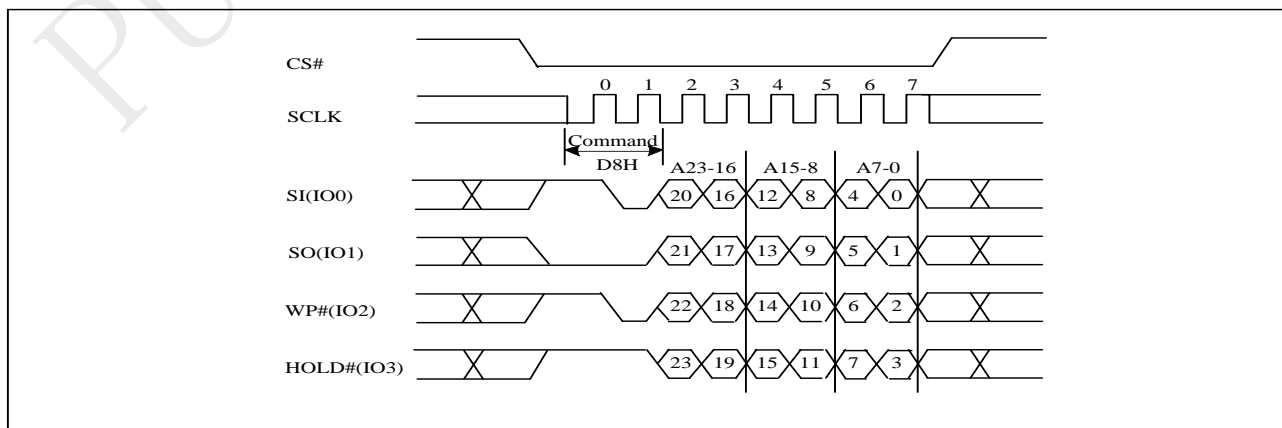 PU
CS#
0 1 2 3 4 5 6 7
SCLK
Command
D8H
A23-16 A15-8 A7-0
SI(IO0) 20 16 12 8 4 0
SO(IO1) 21 17 13 9 5 1
WP#(IO2) 22 18 14 10 6 2
HOLD#(IO3) 23 19 15 11 7 3